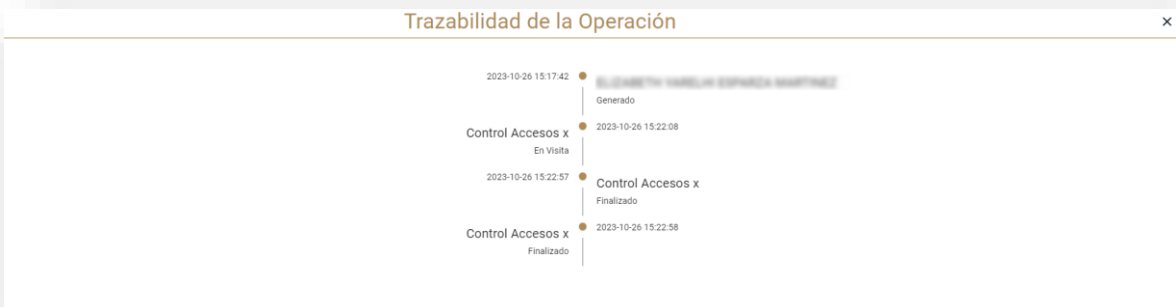 Trazabilidad de la Operación
×
2023-10-26 15:17:42
Generado
2023-10-26 15:22:08
Control Accesos x
En Visita
2023-10-26 15:22:57
Control Accesos x
Finalizado
2023-10-26 15:22:58
Control Accesos x
Finalizado